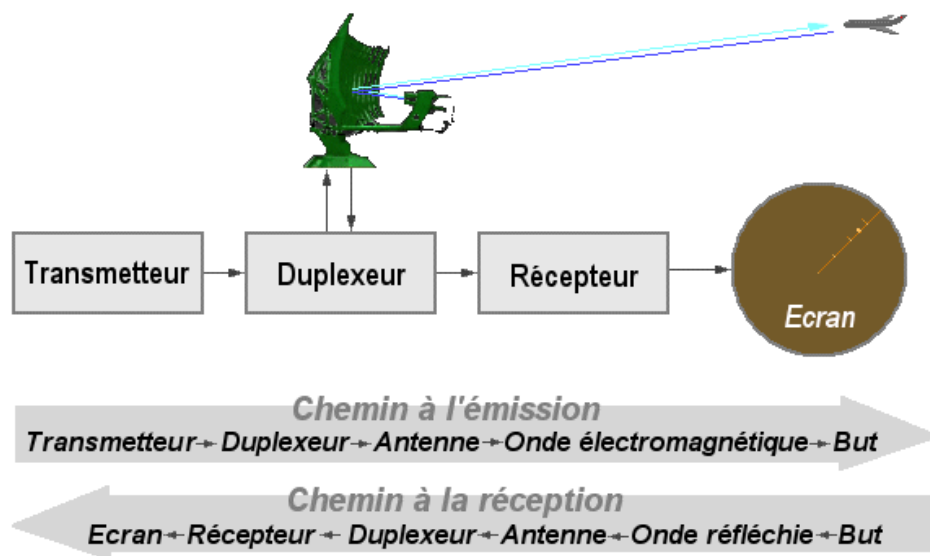 Transmetteur
Duplexeur
Récepteur
Ecran
Chemin à l'émission
Transmetteur→Duplexeur→Antenne→Onde électromagnétique→But
Chemin à la réception
Ecran←Récepteur← Duplexeur←Antenne←Onde réfléchie←But